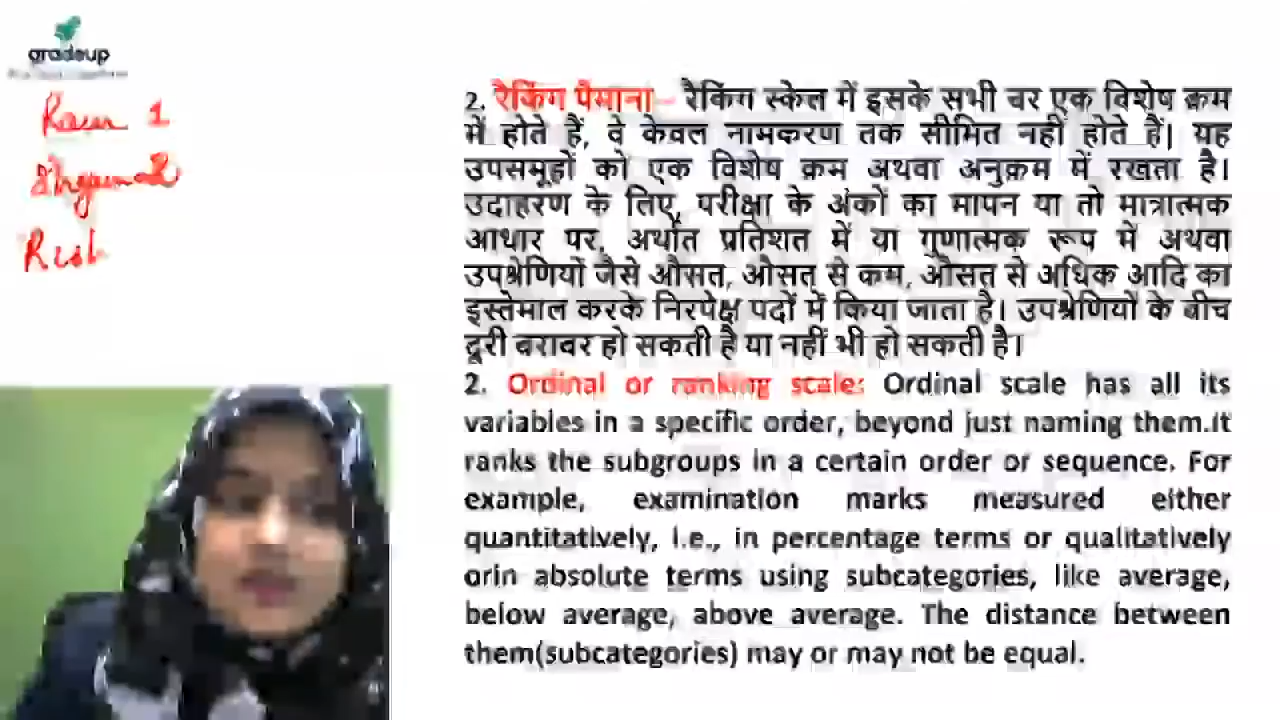 gradeup
Ram 1
Shyam 2
2. रैकिंग पैमाना– रैकिंग स्केल में इसके सभी चर एक विशेष क्रम
में होते हैं, वे केवल नामकरण तक सीमित नहीं होते हैं। यह
उपसमूहों को एक विशेष क्रम अथवा अनुक्रम में रखता है।
उदाहरण के लिए, परीक्षा के अंकों का मापन या तो मात्रात्मक
आधार पर, अर्थात प्रतिशत में या गुणात्मक रूप में अथवा
उपश्रेणियों जैसे औसत, औसत से कम, औसत से अधिक आदि का
इस्तेमाल करके निरपेक्ष पदों में किया जाता है। उपश्रेणियों के बीच
दूरी बराबर हो सकती है या नहीं भी हो सकती है।
2. Ordinal or ranking scale: Ordinal scale has all its
variables in a specific order, beyond just naming them.It
ranks the subgroups in a certain order or sequence. For
example, examination marks measured either
quantitatively, i.e., in percentage terms or qualitatively
orin absolute terms using subcategories, like average,
below average, above average. The distance between
them(subcategories) may or may not be equal.